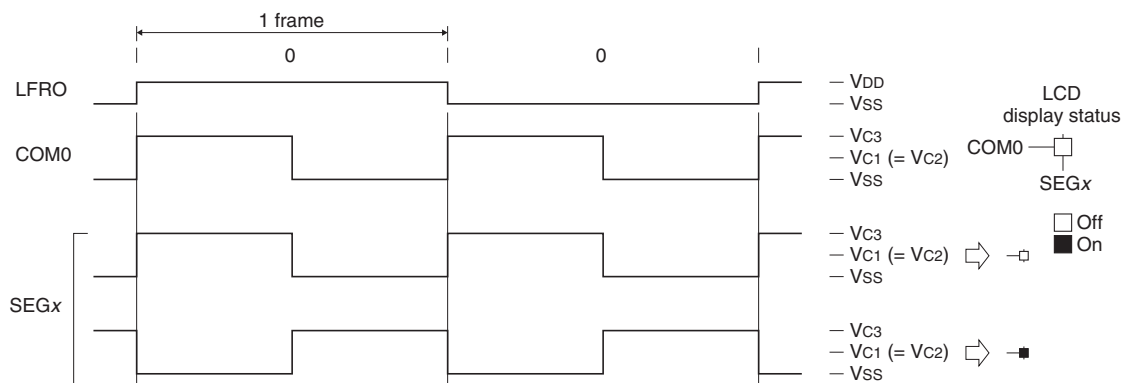 1 frame
0 0
LFRO
VDD
VSS
LCD
display status
COM0
VC3
VC1 (= VC2)
VSS
COM0
SEGx
Off
On
SEGx
VC3
VC1 (= VC2)
VSS
VC3
VC1 (= VC2)
VSS